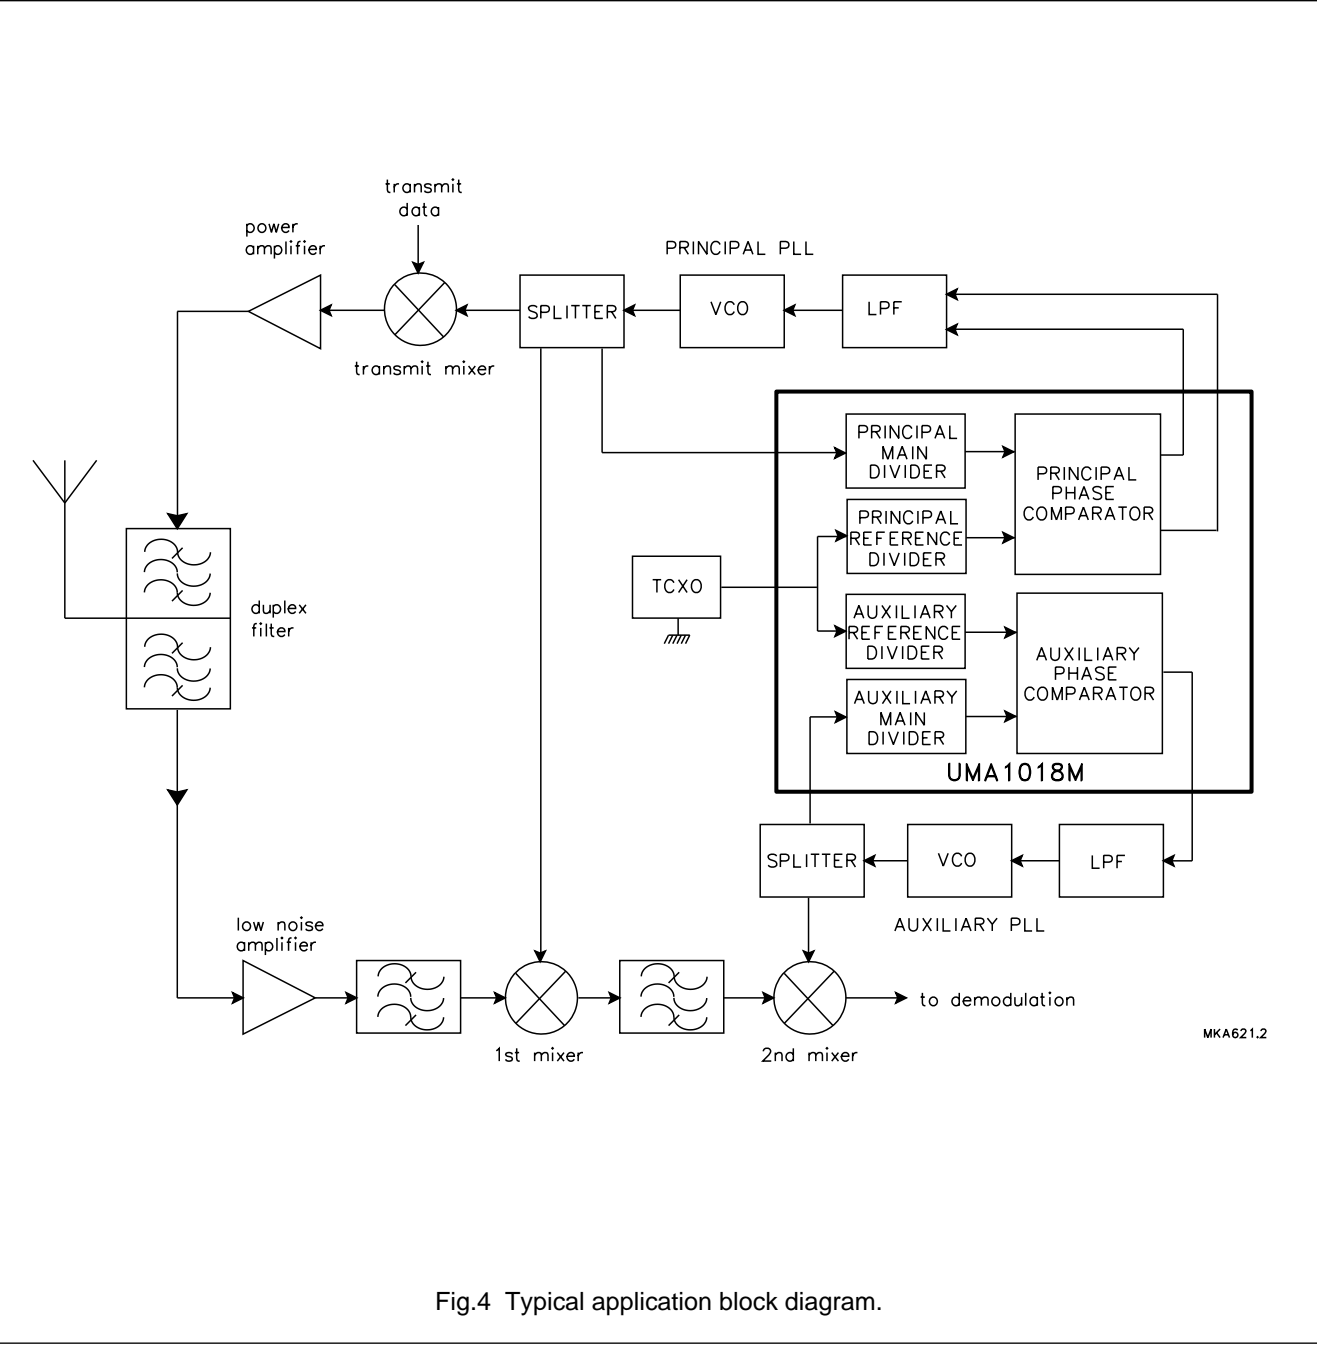 transmit
data
power
amplifier
PRINCIPAL PLL
SPLITTER
VCO
LPF
transmit mixer
PRINCIPAL
MAIN
DIVIDER
PRINCIPAL
PHASE
COMPARATOR
PRINCIPAL
REFERENCE
DIVIDER
TCXO
duplex
filter
AUXILIARY
REFERENCE
DIVIDER
AUXILIARY
PHASE
COMPARATOR
AUXILIARY
MAIN
DIVIDER
UMA1018M
SPLITTER
VCO
LPF
AUXILIARY PLL
low noise
amplifier
to demodulation
1st mixer
2nd mixer
MKA621.2
Fig.4 Typical application block diagram.